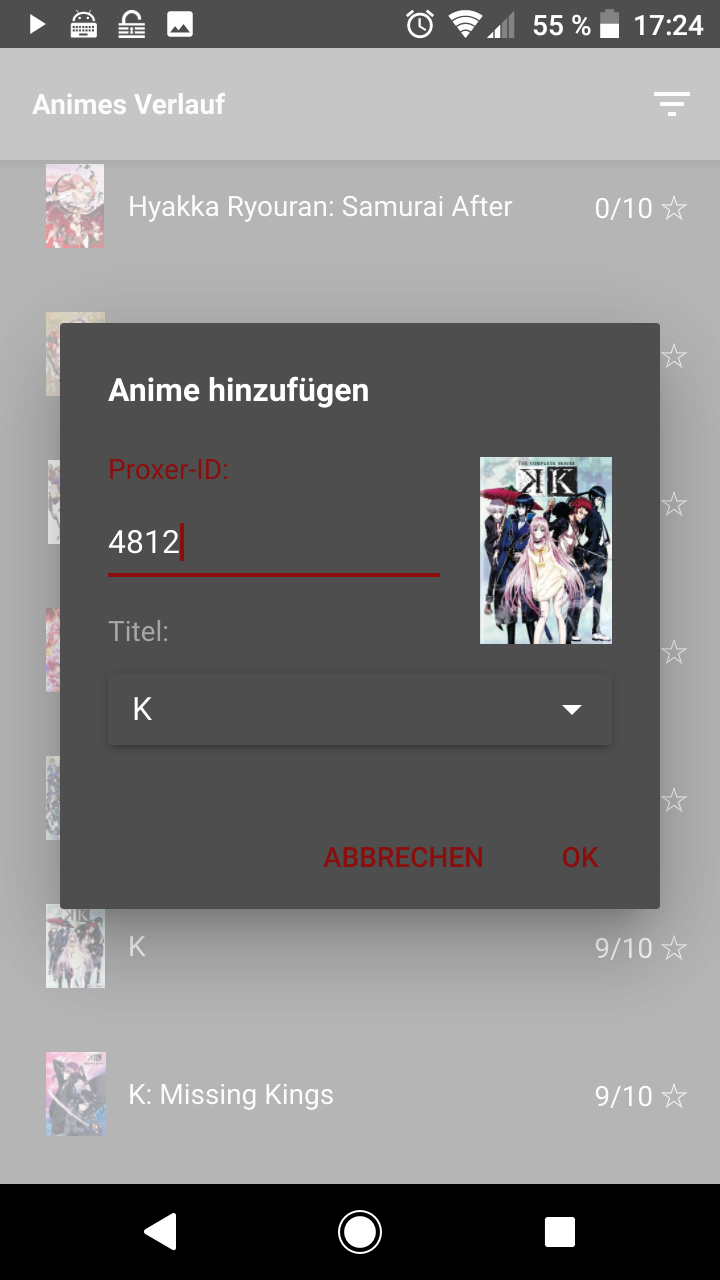 55 % 17:24
Animes Verlauf
Hyakka Ryouran: Samurai After 0/10
Anime hinzufügen
Proxer-ID:
THE COMPLETE SERIES
K
4812
Titel:
K
ABBRECHEN OK
K 9/10
K: Missing Kings 9/10